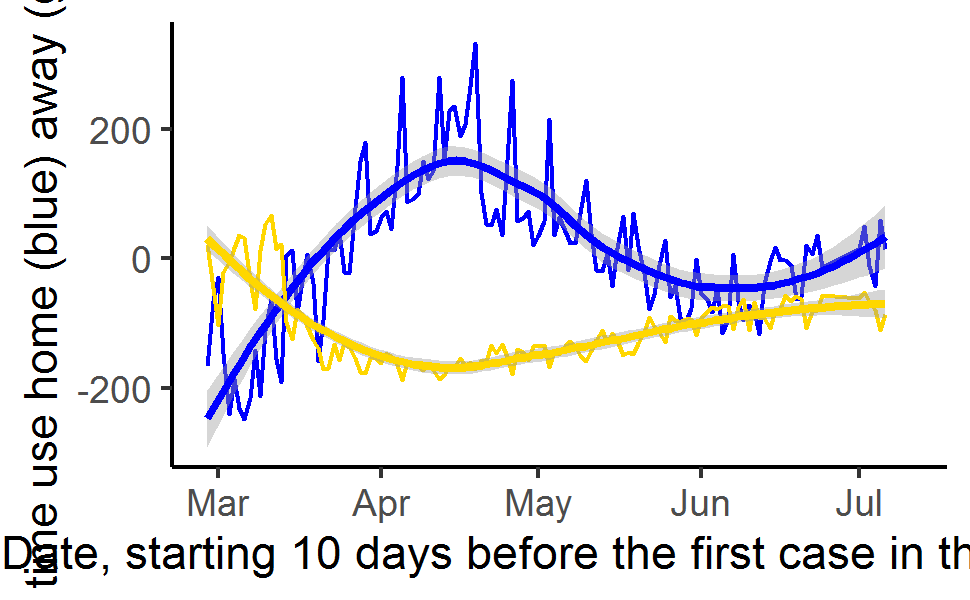 time use home (blue) away (
200
0
-200
Mar Apr May Jun Jul
Date, starting 10 days before the first case in th